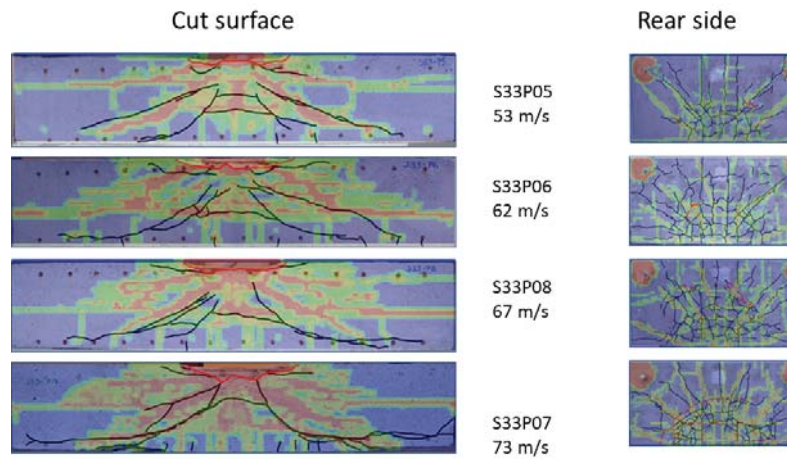 Cut surface
Rear side
S33P05
53 m/s
S33P06
62 m/s
S33P08
67 m/s
S33P07
73 m/s